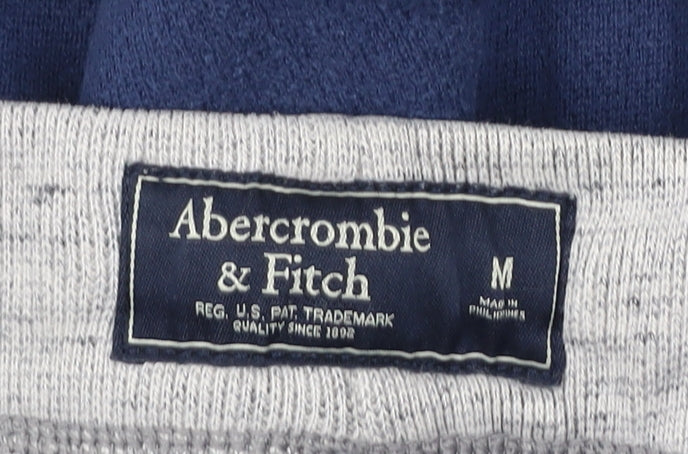 Abercrombie
& Fitch
M
REG. U.S. PAT. TRADEMARK
QUALITY SINCE 1892
MADE IN
PHILIPPINES